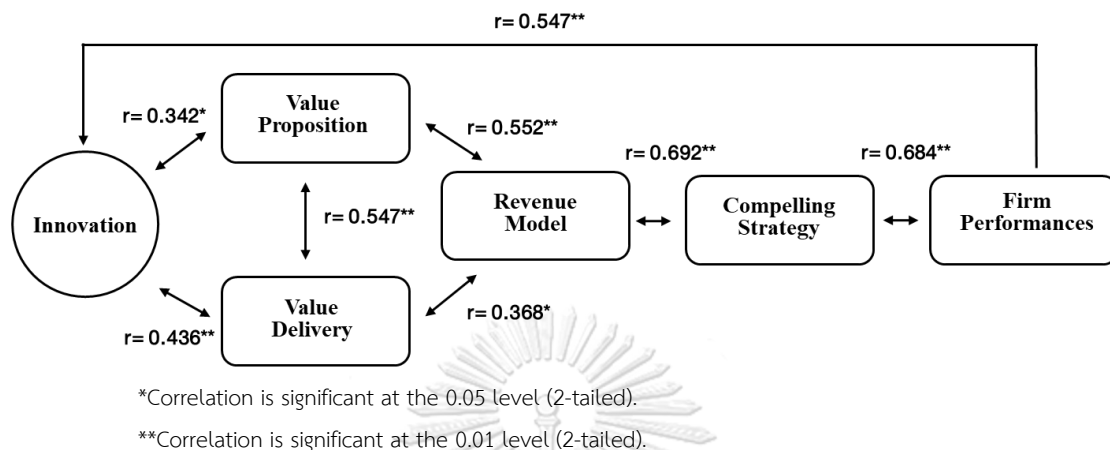 r= 0.547**
r= 0.342*
Value
Proposition
r= 0.552**
r= 0.692**
r= 0.684**
Innovation
r= 0.547**
Revenue
Model
Compelling
Strategy
Firm
Performances
Value
Delivery
r= 0.436**
r= 0.368*
*Correlation is significant at the 0.05 level (2-tailed).
**Correlation is significant at the 0.01 level (2-tailed).